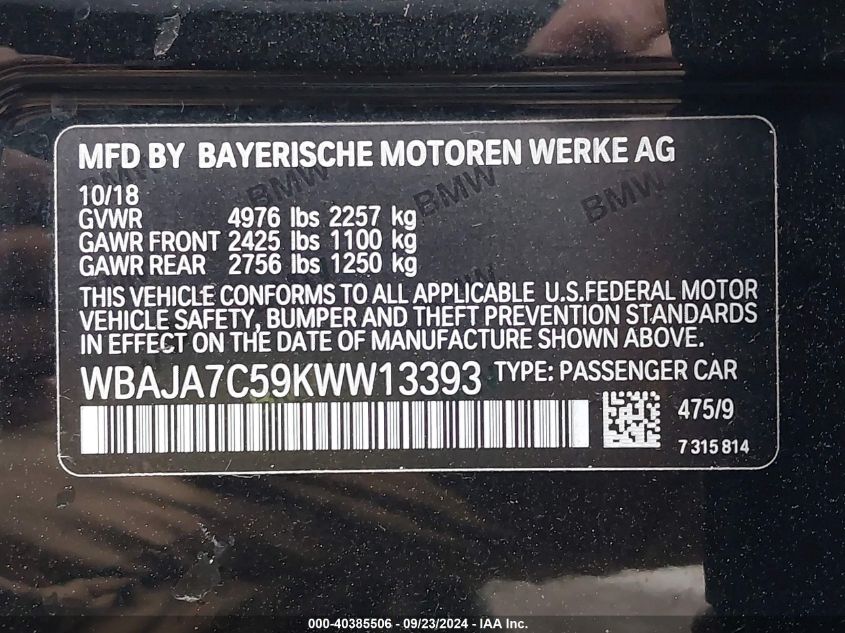 MFD BY BAYERISCHE MOTOREN WERKE AG
10/18
GVWR 4976 lbs 2257 kg
GAWR FRONT 2425 lbs 1100 kg
GAWR REAR 2756 lbs 1250 kg
BMW BMW BMW
THIS VEHICLE CONFORMS TO ALL APPLICABLE U.S.FEDERAL MOTOR
VEHICLE SAFETY, BUMPER AND THEFT PREVENTION STANDARDS
IN EFFECT ON THE DATE OF MANUFACTURE SHOWN ABOVE.
WBAJA7C59KWW13393 TYPE: PASSENGER CAR
475/9
7 315 814
000-40385506 - 09/23/2024 - IAA Inc.